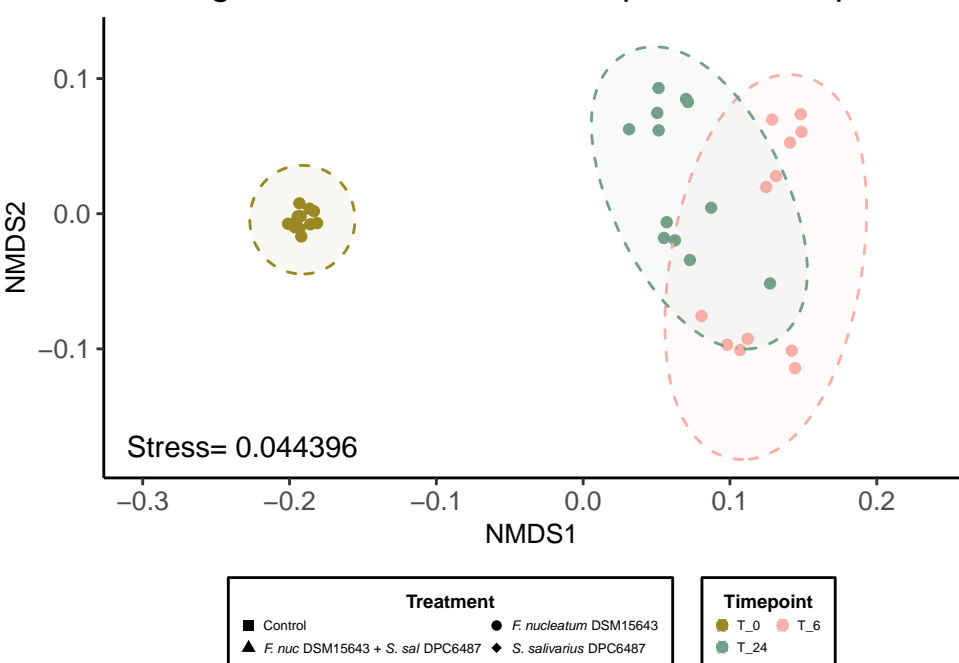 0.1
0.0
−0.1
NMDS2
Stress= 0.044396
−0.3 −0.2 −0.1 0.0 0.1 0.2
NMDS1
Treatment
Control
F. nucleatum DSM15643
F. nuc DSM15643 + S. sal DPC6487
S. salivarius DPC6487
Timepoint
T_0 T_6
T_24